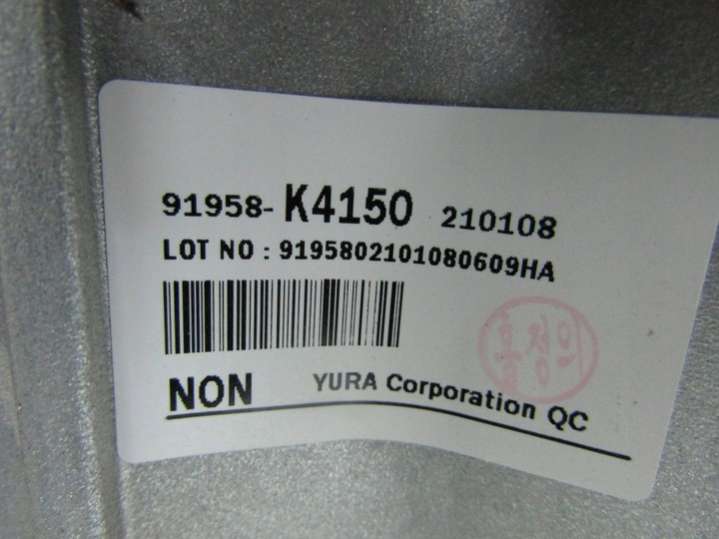 91958-K4150 210108
LOT NO : 9195802101080609HA
NON YURA Corporation QC